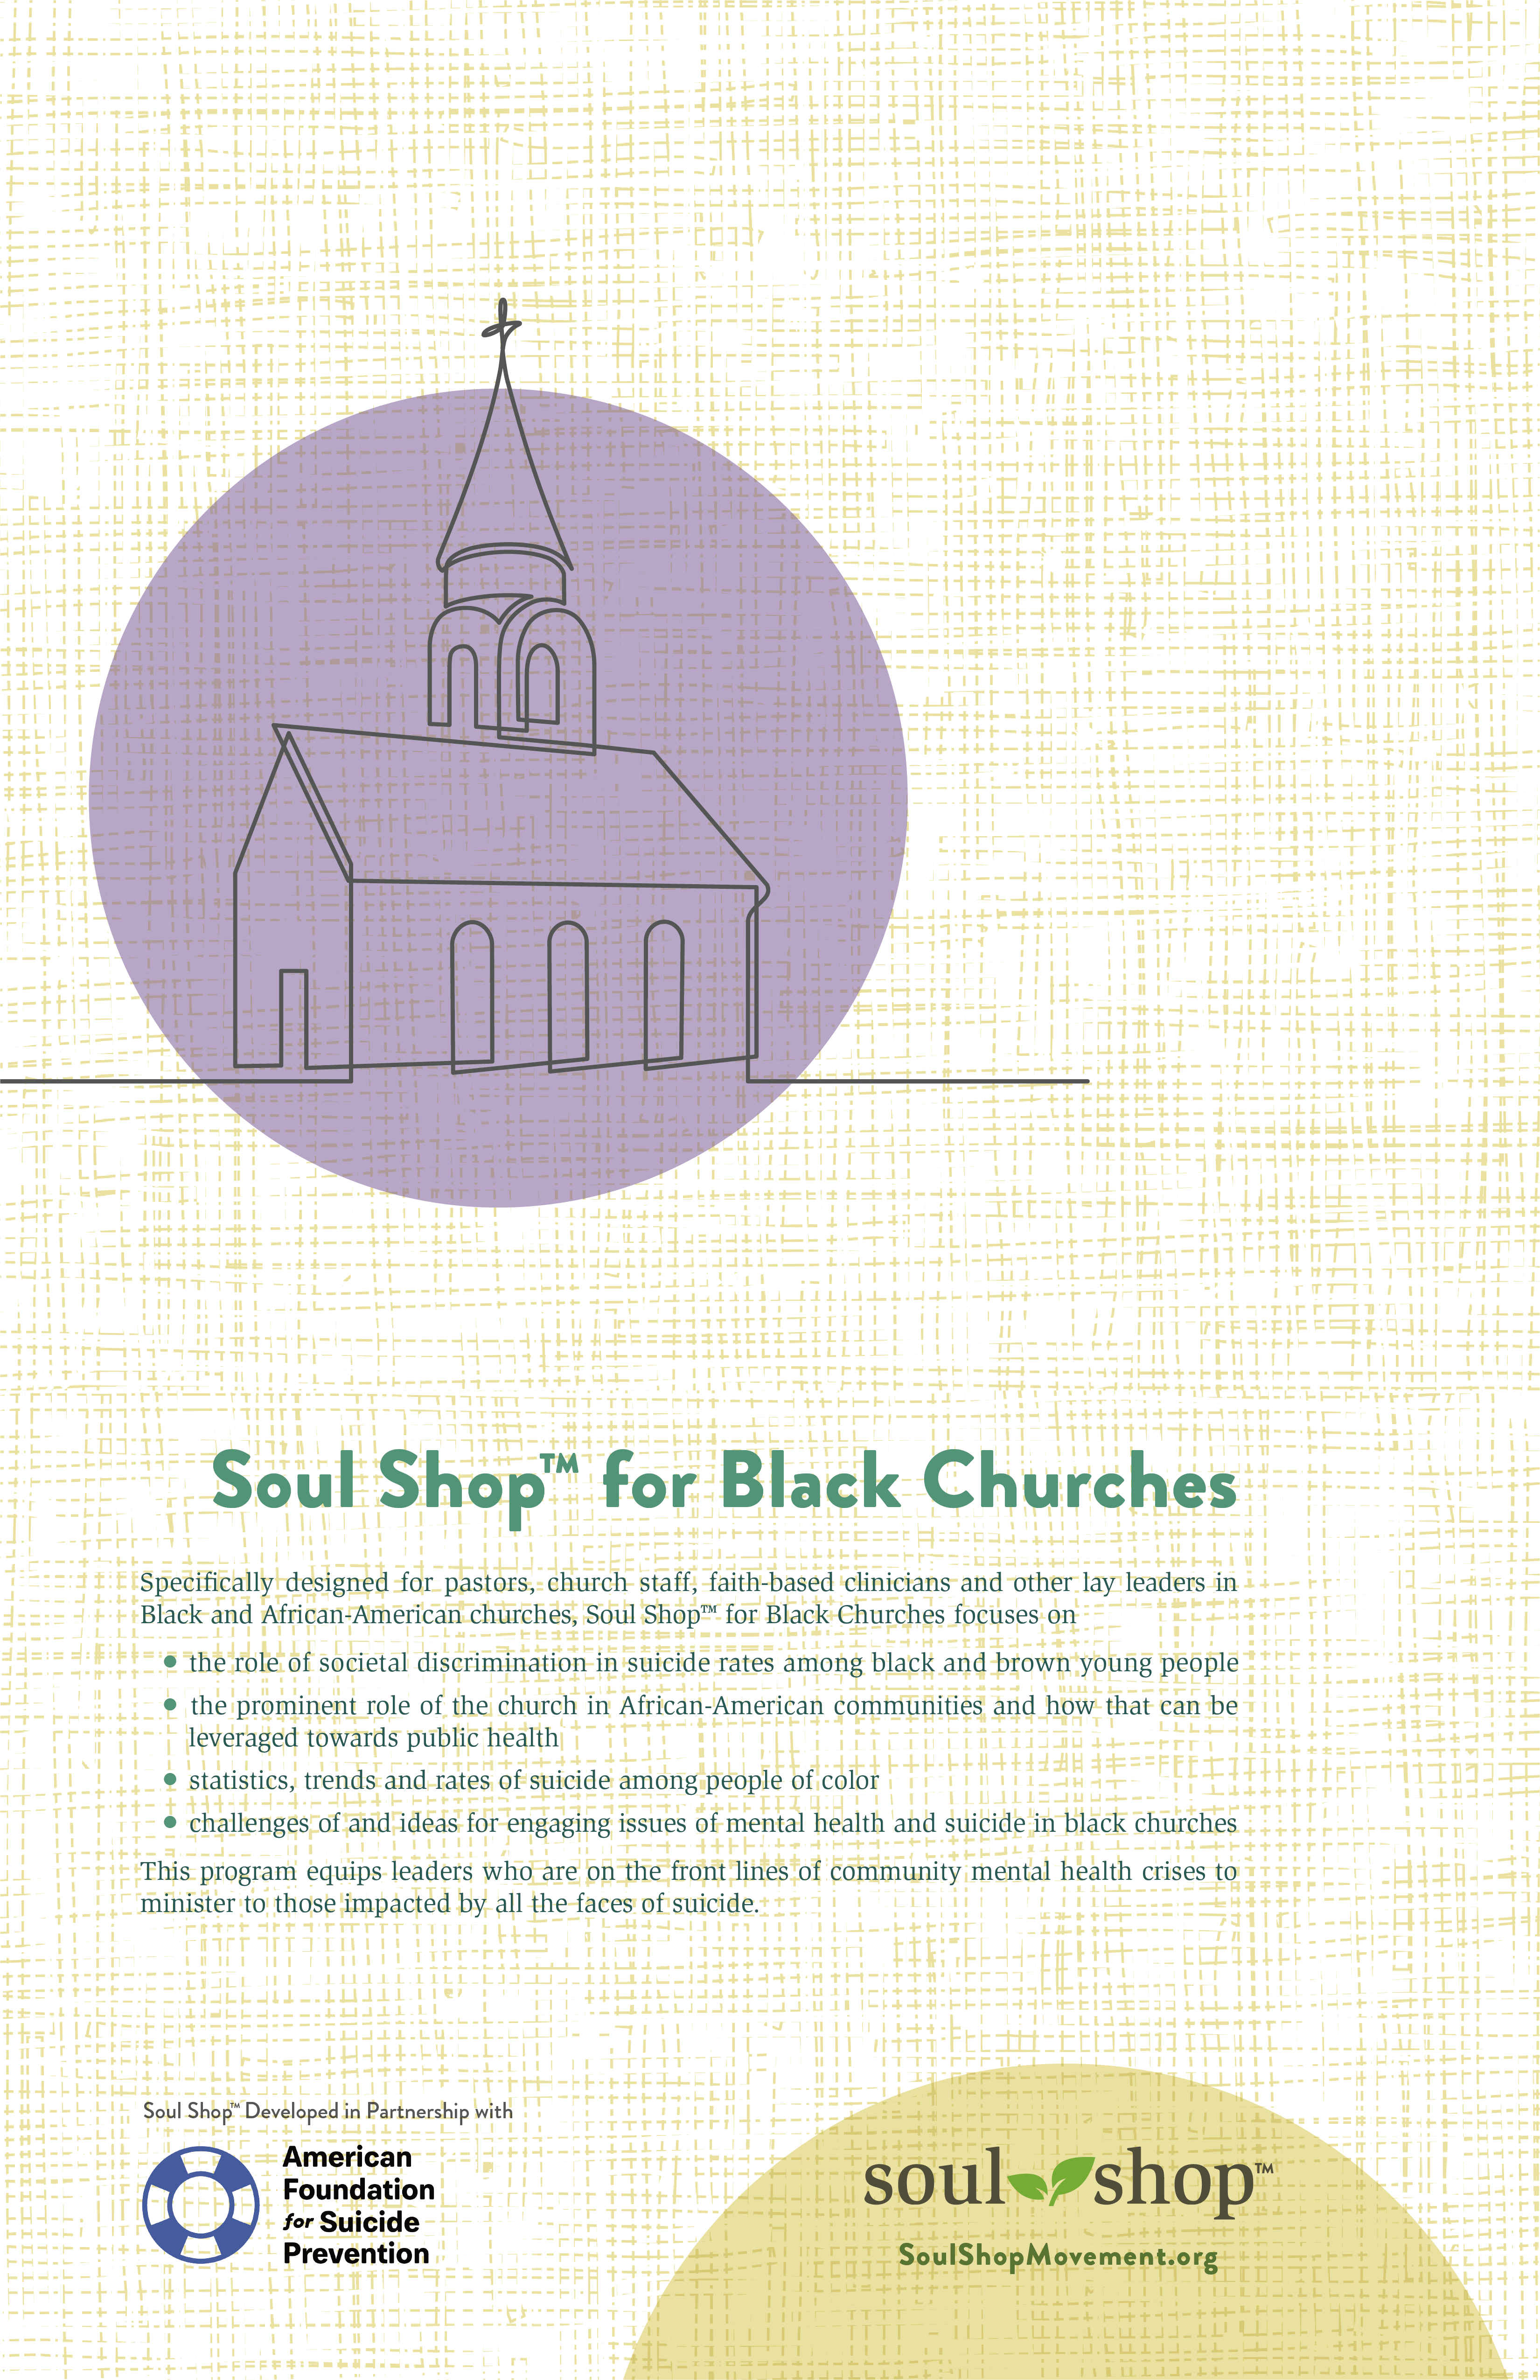 Soul Shop™ for Black Churches
Specifically designed for pastors, church staff, faith-based clinicians and other lay leaders in
Black and African-American churches, Soul Shop™ for Black Churches focuses on
● the role of societal discrimination in suicide rates among black and brown young people
● the prominent role of the church in African-American communities and how that can be
leveraged towards public health
● statistics, trends and rates of suicide among people of color
● challenges of and ideas for engaging issues of mental health and suicide in black churches
This program equips leaders who are on the front lines of community mental health crises to
minister to those impacted by all the faces of suicide.
Soul Shop™ Developed in Partnership with
American
Foundation
for Suicide
Prevention
soul shop™
SoulShopMovement.org